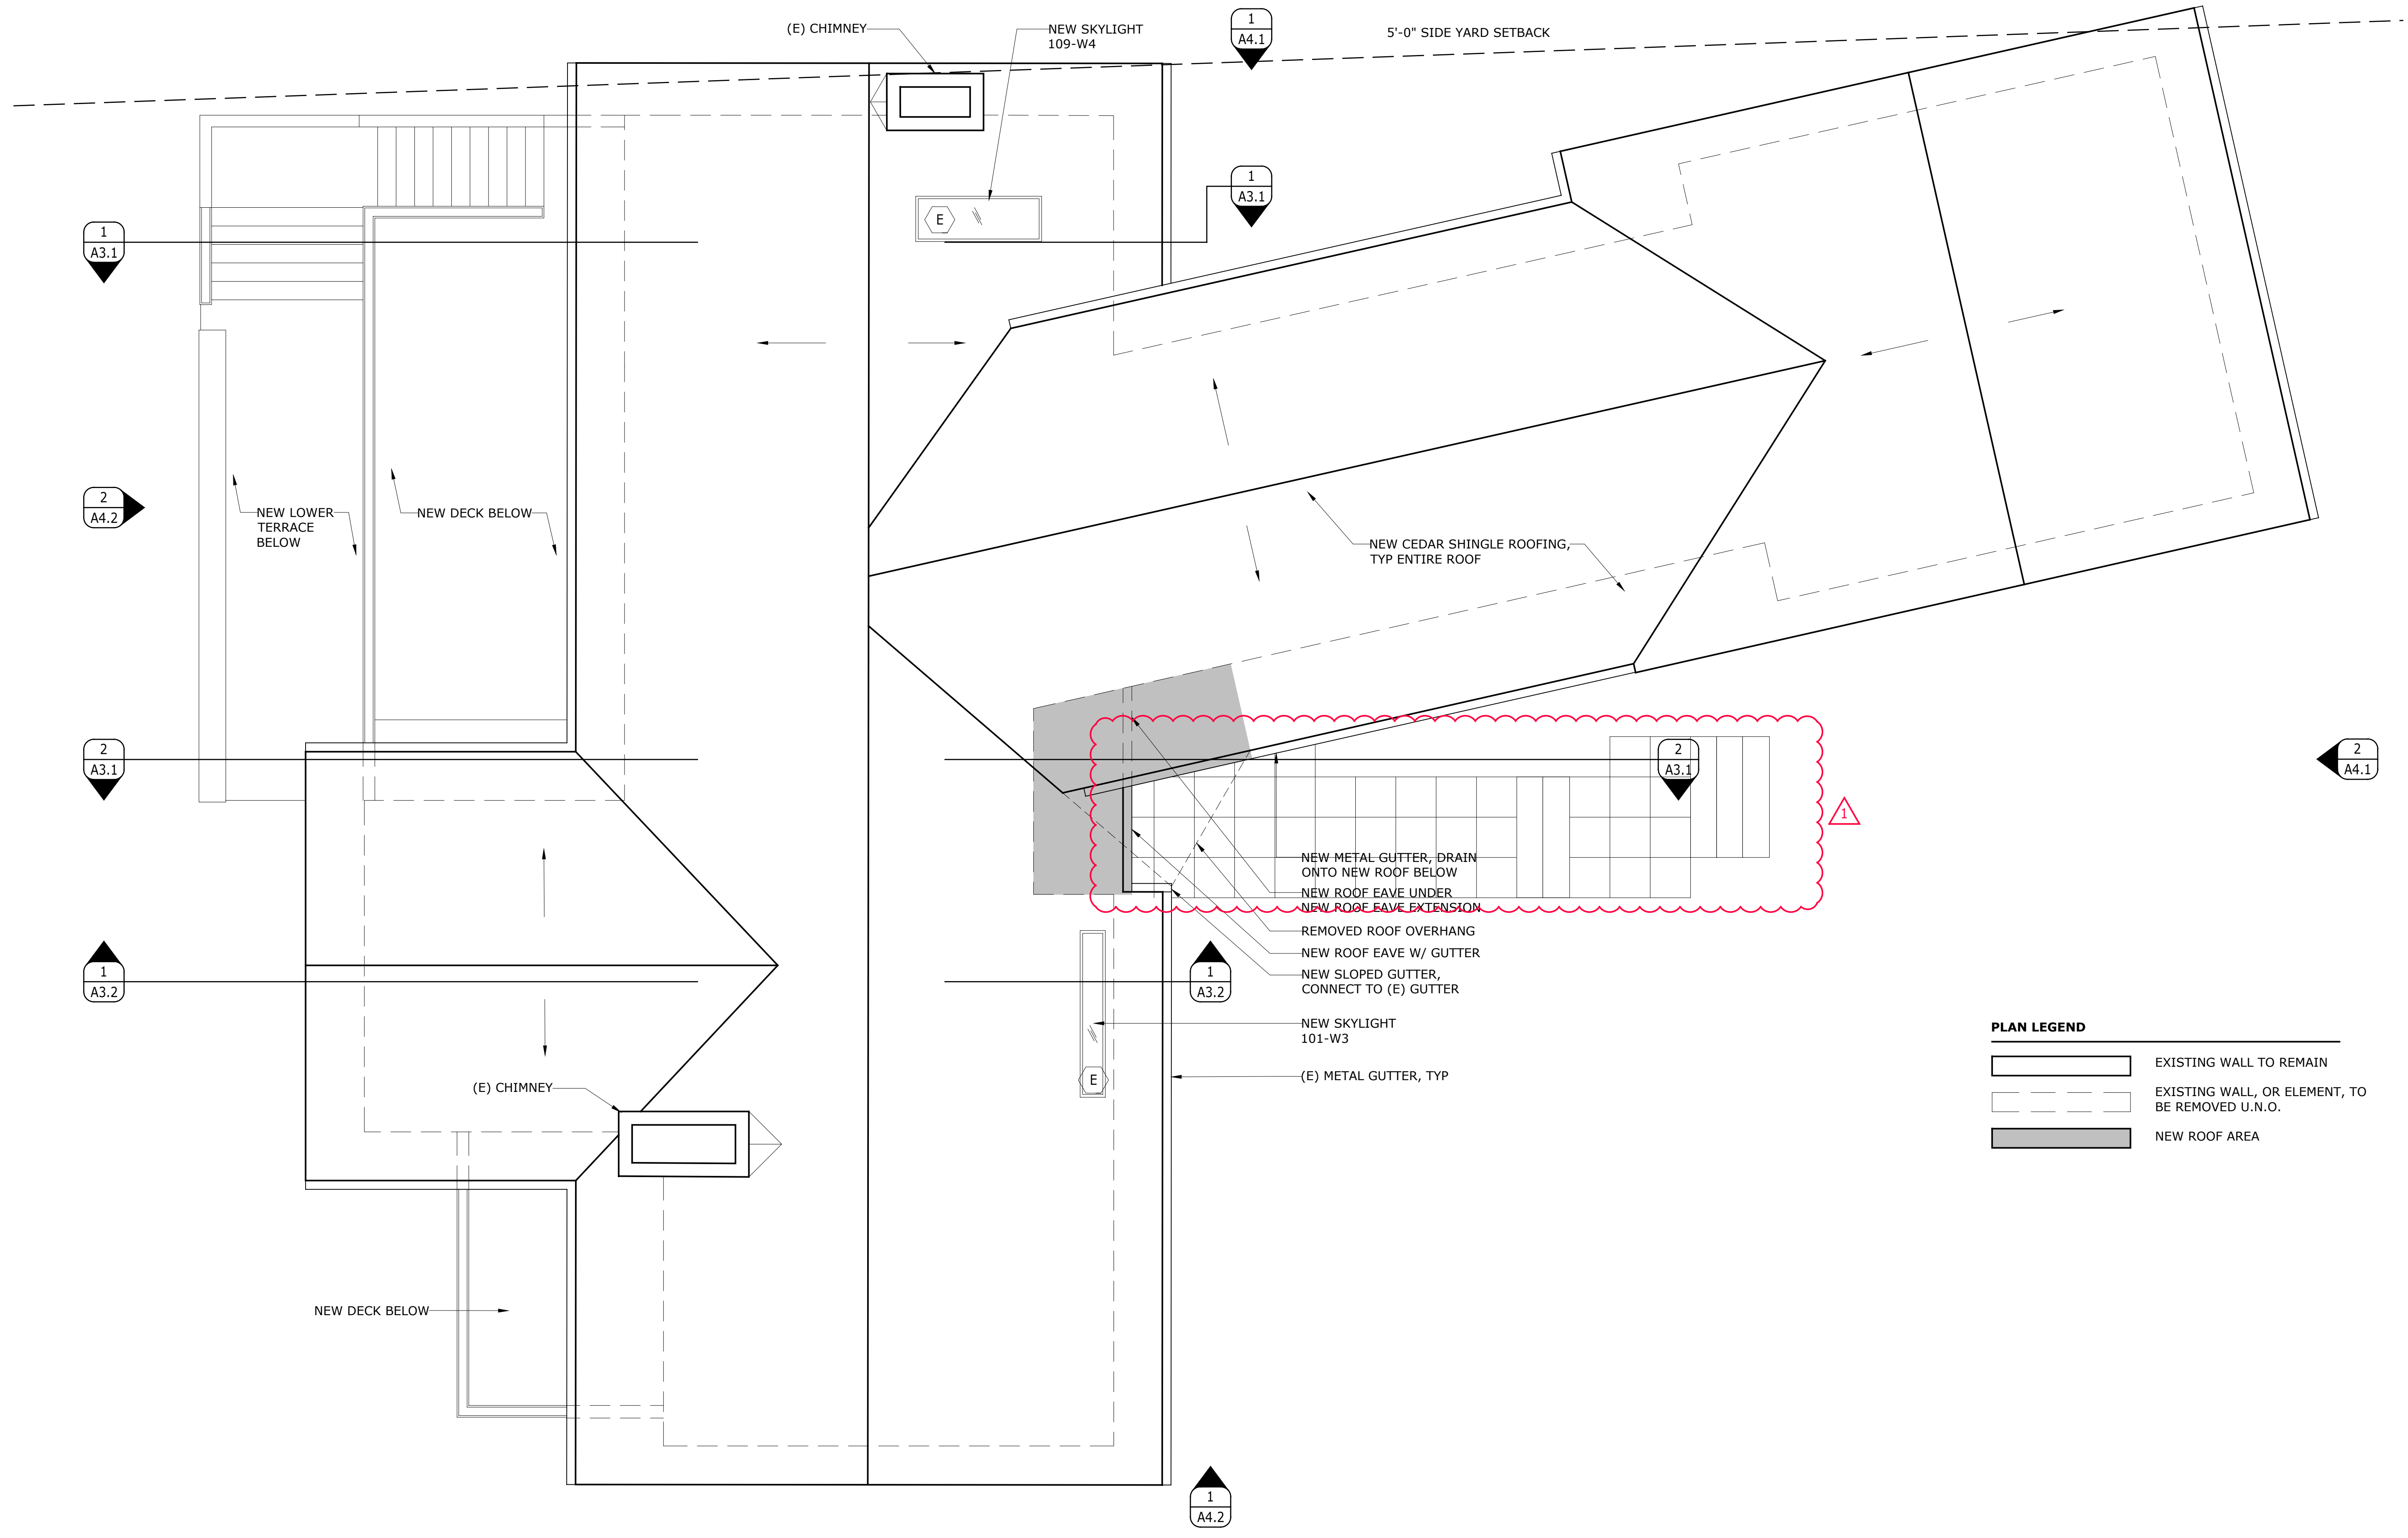 (E) CHIMNEY
NEW SKYLIGHT
109-W4
1
A4.1
5'-0" SIDE YARD SETBACK
1
A3.1
E
1
A3.1
2
A4.2
NEW LOWER
TERRACE
BELOW
NEW DECK BELOW
NEW CEDAR SHINGLE ROOFING,
TYP ENTIRE ROOF
2
A3.1
2
A3.1
2
A4.1
1
NEW METAL GUTTER, DRAIN
ONTO NEW ROOF BELOW
NEW ROOF EAVE UNDER
NEW ROOF EAVE EXTENSION
REMOVED ROOF OVERHANG
NEW ROOF EAVE W/ GUTTER
NEW SLOPED GUTTER,
CONNECT TO (E) GUTTER
1
A3.2
1
A3.2
NEW SKYLIGHT
101-W3
E
(E) METAL GUTTER, TYP
(E) CHIMNEY
PLAN LEGEND
EXISTING WALL TO REMAIN
EXISTING WALL, OR ELEMENT, TO
BE REMOVED U.N.O.
NEW ROOF AREA
NEW DECK BELOW
1
A4.2